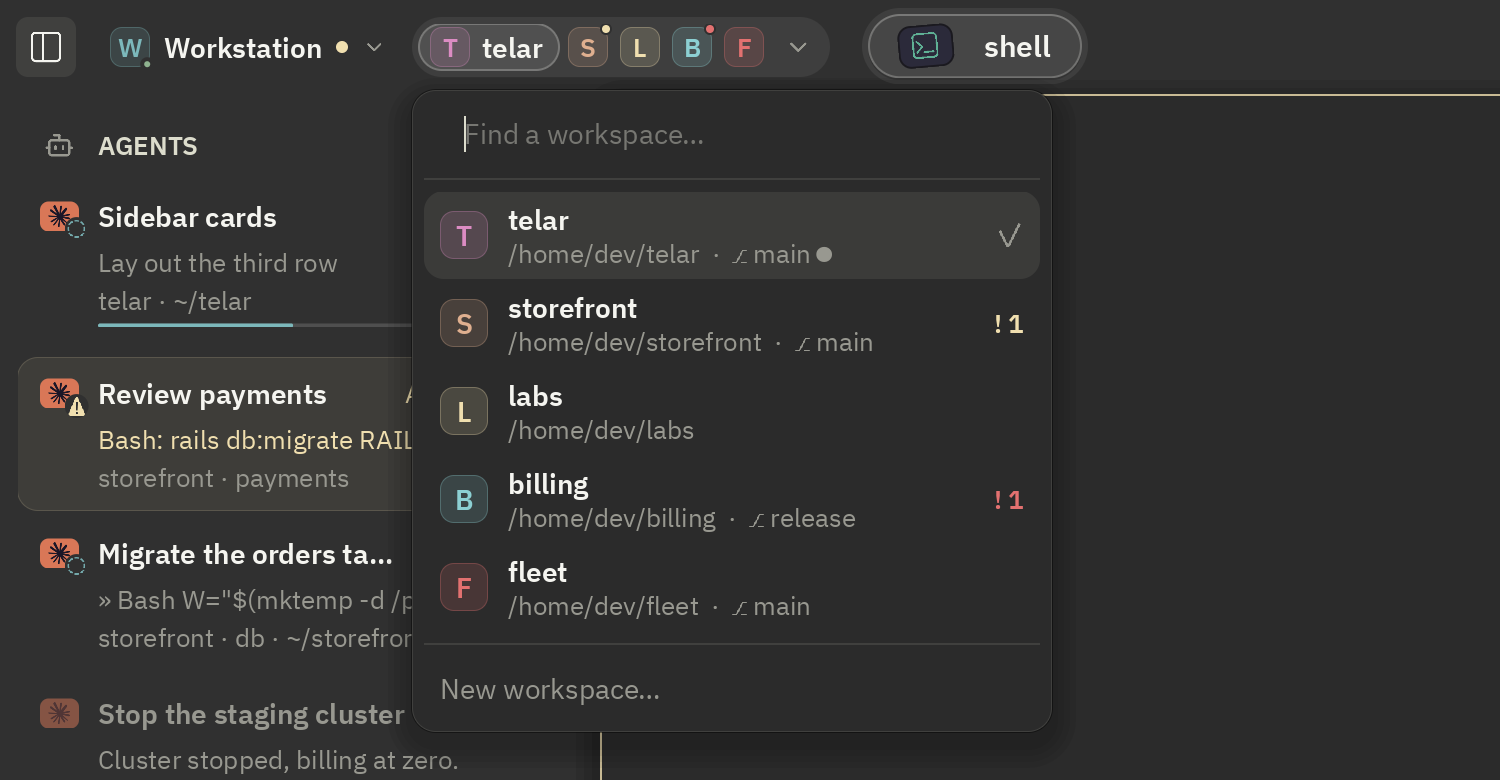 W Workstation
T telar S L B F
shell
Find a workspace...
AGENTS
Sidebar cards
Lay out the third row
telar · ~/telar
Review payments
Bash: rails db:migrate RAIL
storefront · payments
Migrate the orders ta...
» Bash W="$(mktemp -d /p
storefront · db · ~/storefror
Stop the staging cluster
Cluster stopped, billing at zero.
T telar
/home/dev/telar · ⌥ main
S storefront !1
/home/dev/storefront · ⌥ main
L labs
/home/dev/labs
B billing !1
/home/dev/billing · ⌥ release
F fleet
/home/dev/fleet · ⌥ main
New workspace...